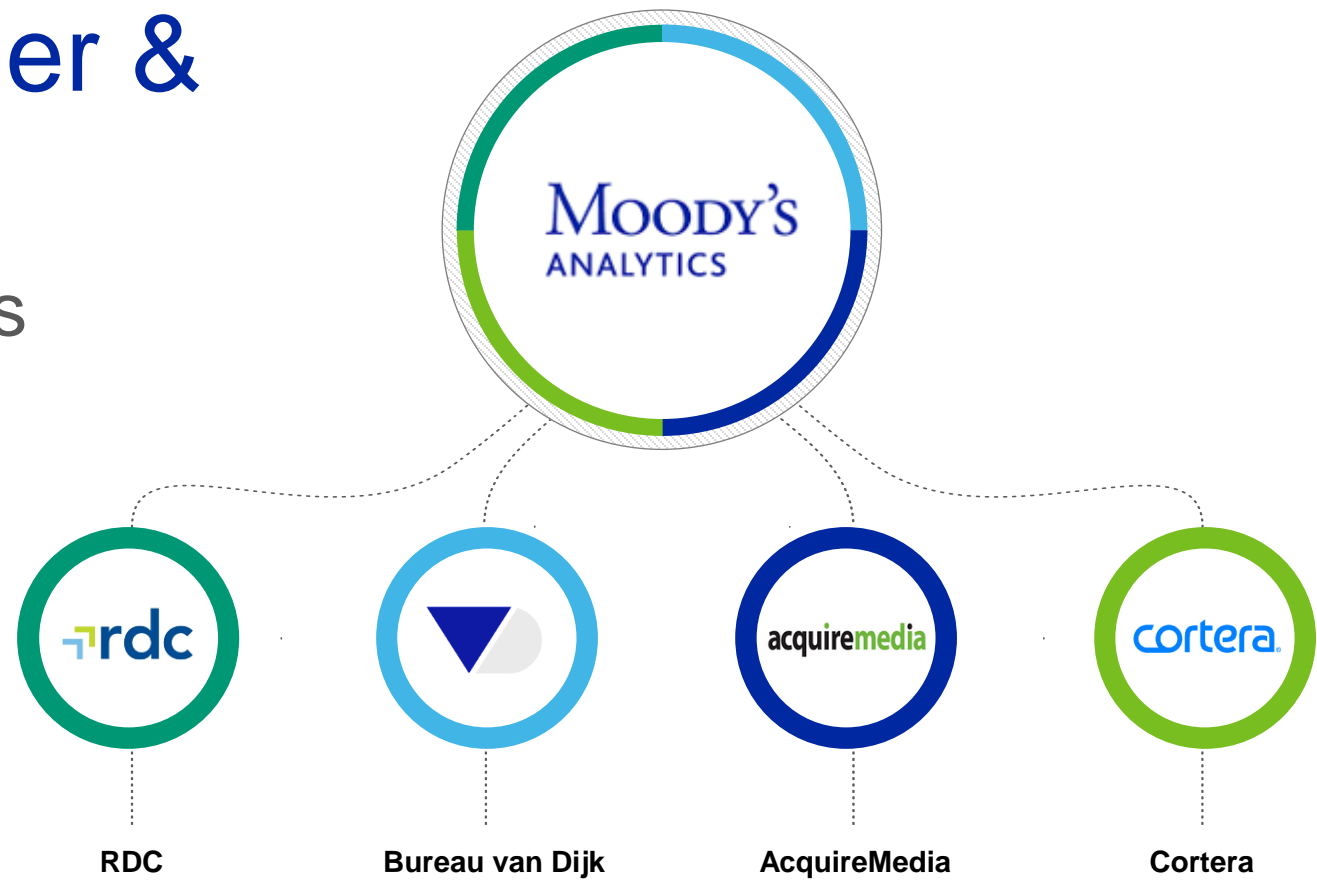 er &
s
Moody's
ANALYTICS
rdc
acquiremedia
cortera
RDC
Bureau van Dijk
AcquireMedia
Cortera